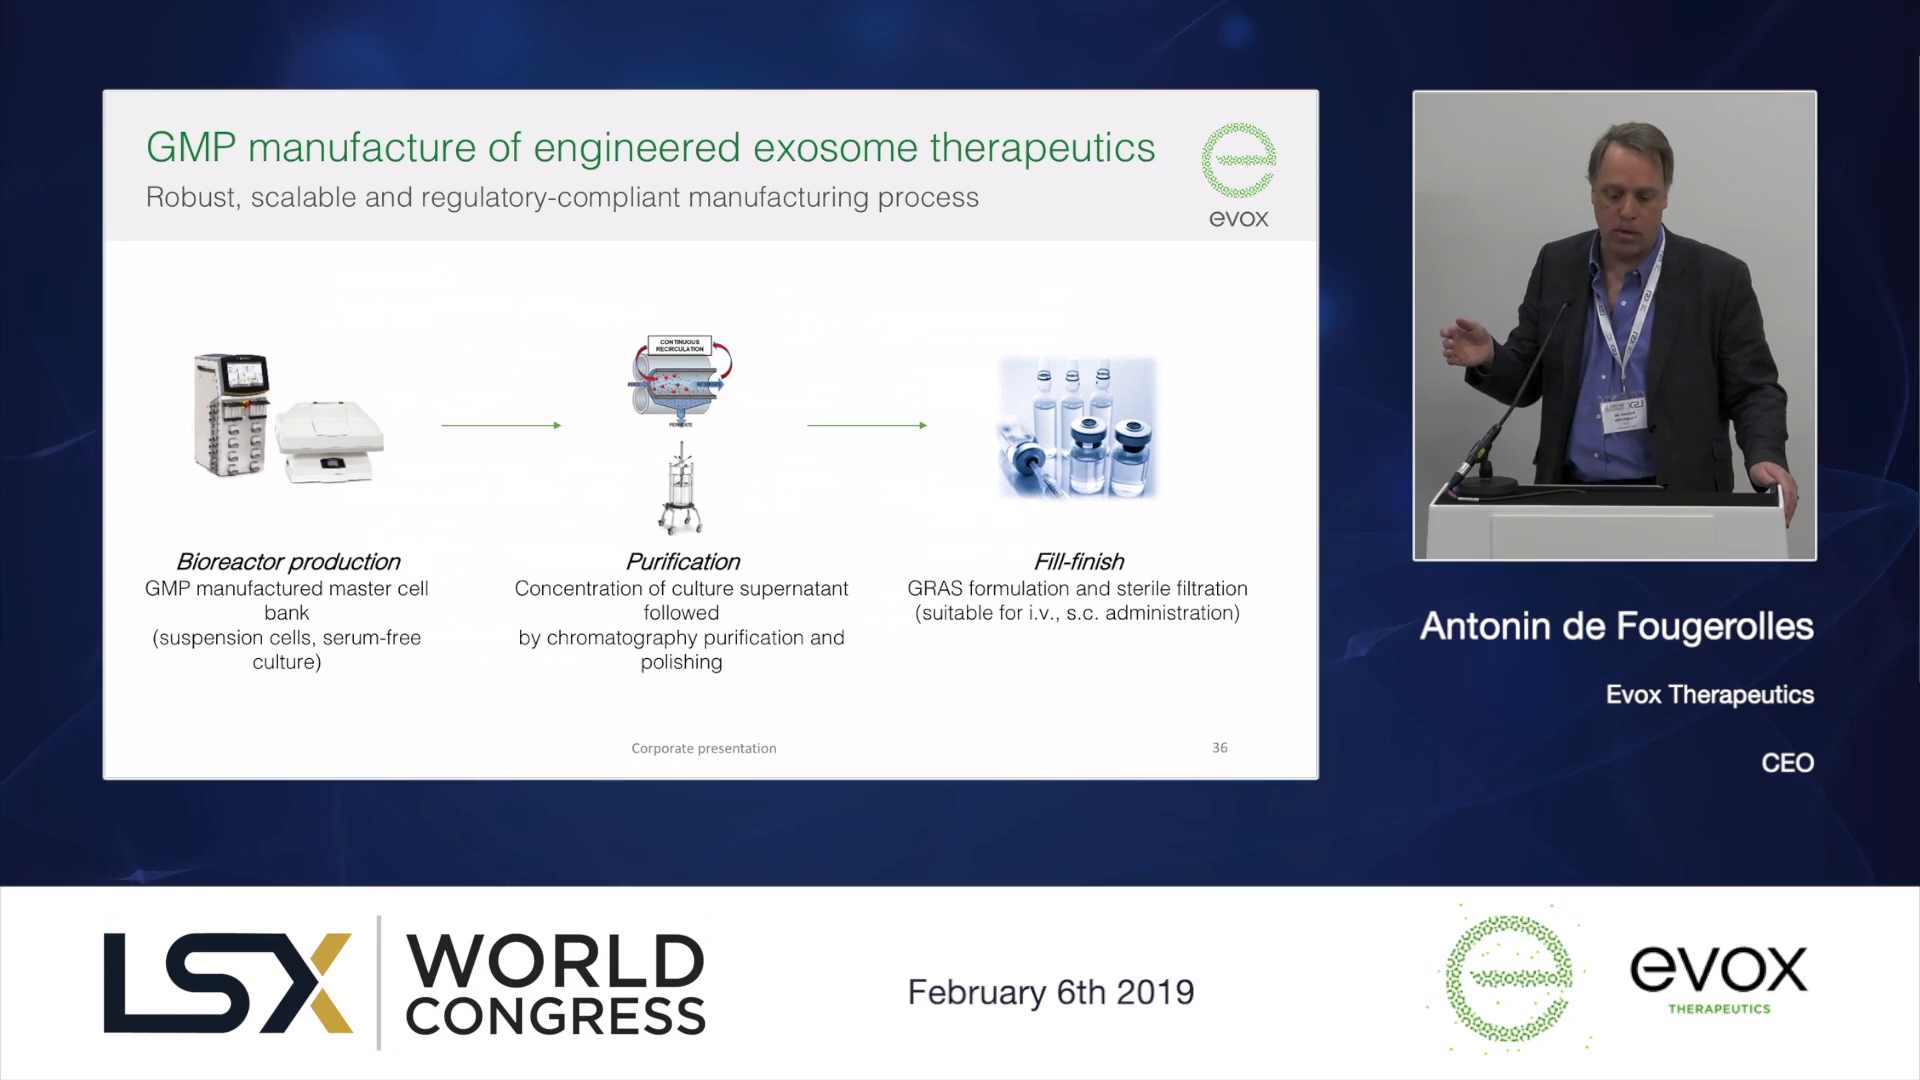 GMP manufacture of engineered exosome therapeutics
Robust, scalable and regulatory-compliant manufacturing process
evox
CONTINUOUS
RECIRCULATION
PERMEATE
Bioreactor production
GMP manufactured master cell
bank
(suspension cells, serum-free
culture)
Purification
Concentration of culture supernatant
followed
by chromatography purification and
polishing
Fill-finish
GRAS formulation and sterile filtration
(suitable for i.v., s.c. administration)
Corporate presentation
36
Antonin de Fougerolles
Evox Therapeutics
CEO
LSX
WORLD
CONGRESS
February 6th 2019
evox
THERAPEUTICS